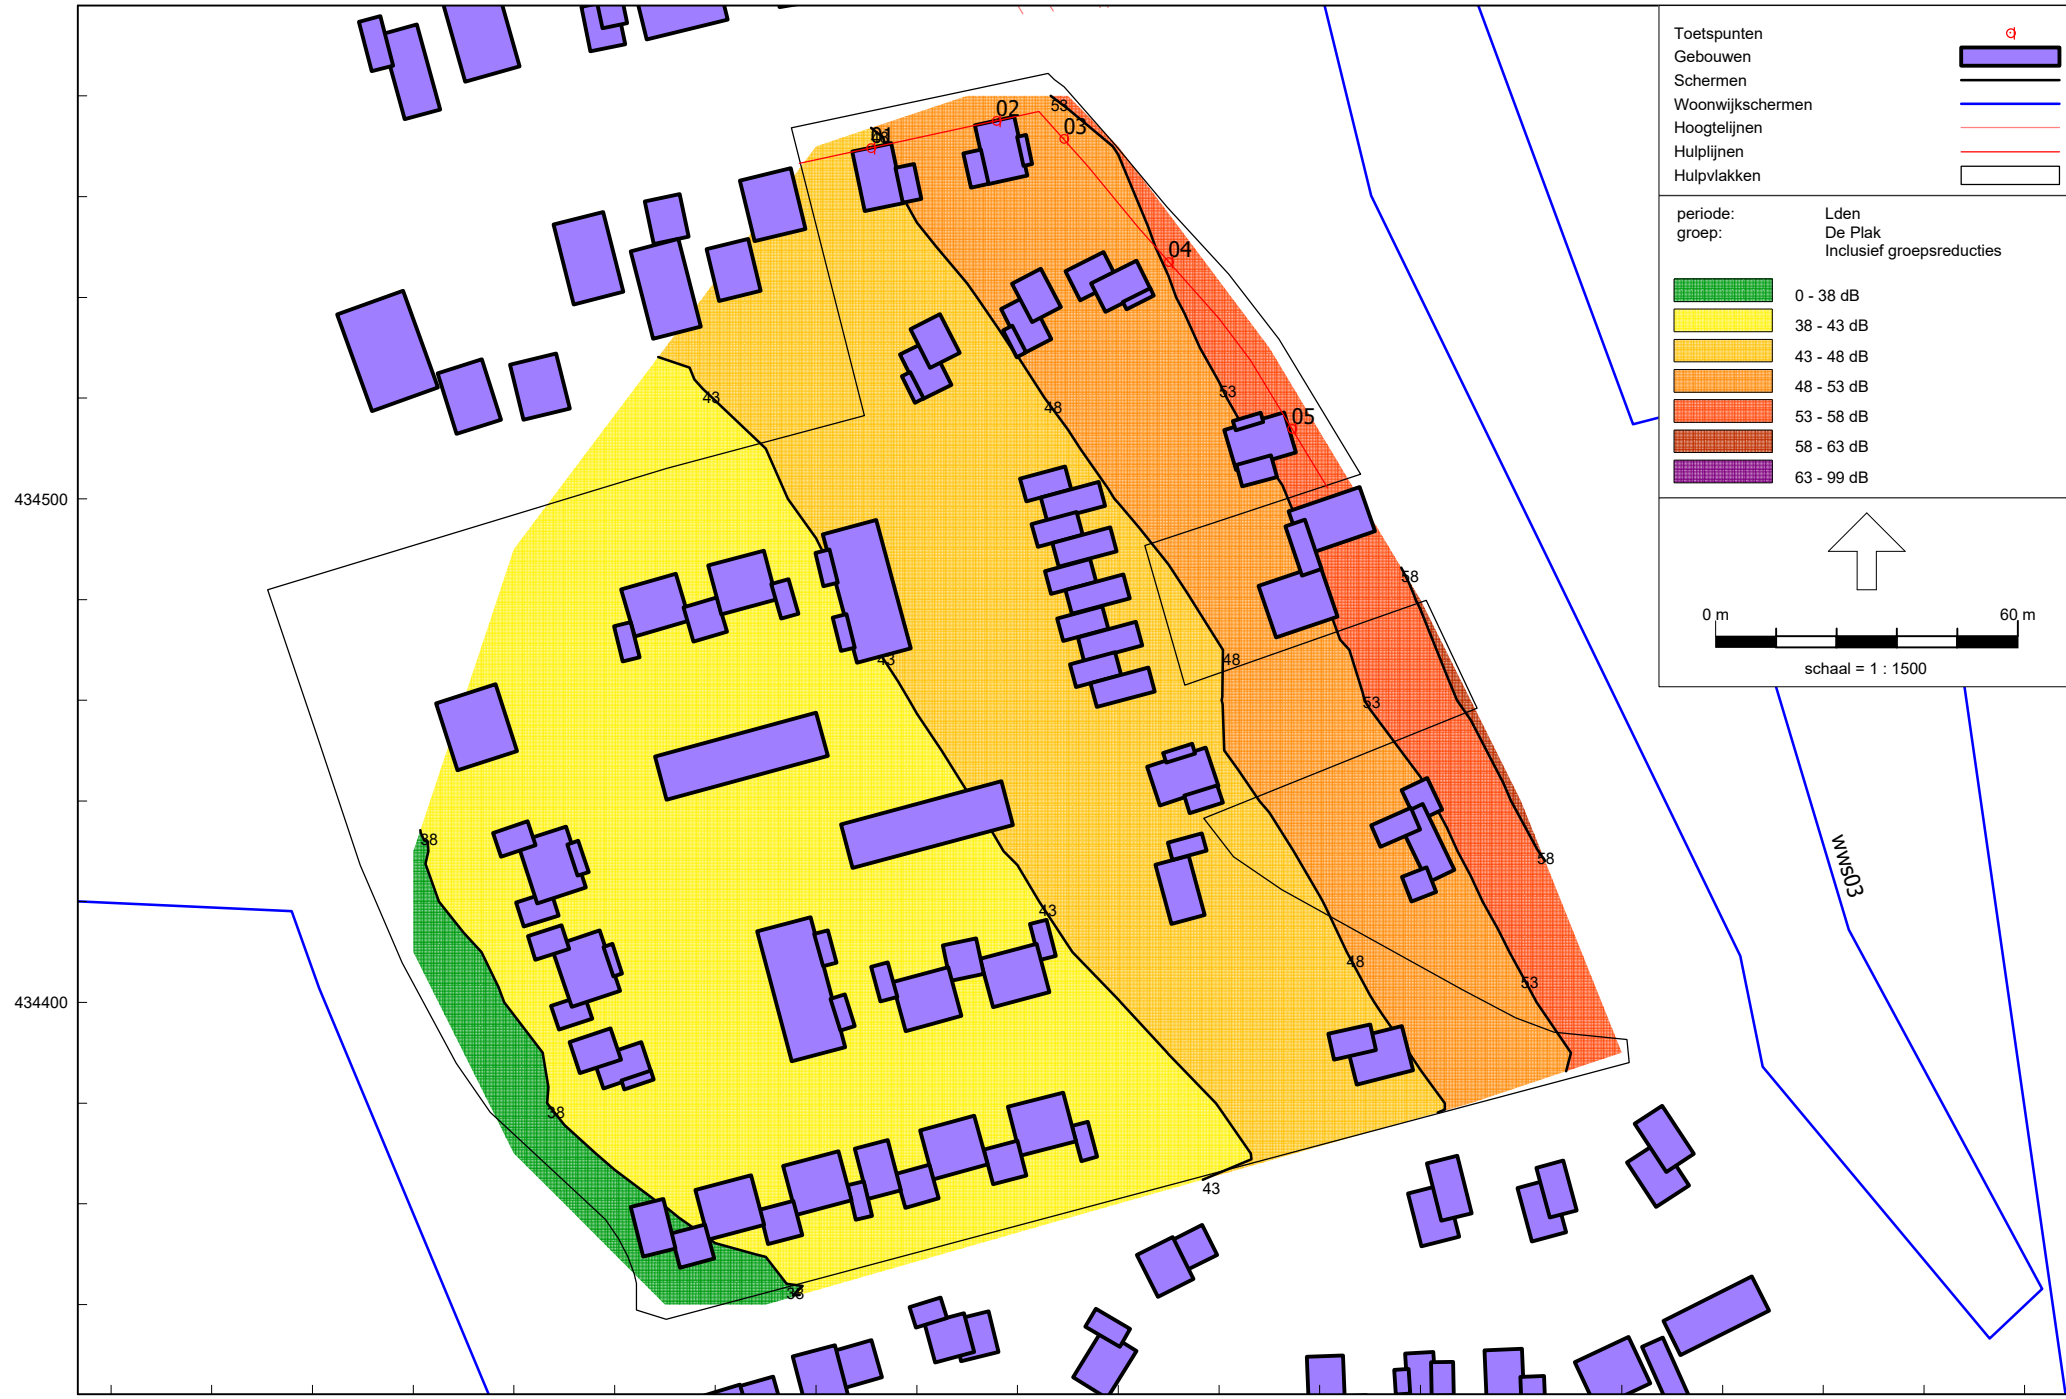 Toetspunten
Gebouwen
Schermen
Woonwijkschermen
Hoogtelijnen
Hulplijnen
Hulpvlakken
periode: Lden
groep: De Plak
Inclusief groepsreducties
0 - 38 dB
38 - 43 dB
43 - 48 dB
48 - 53 dB
53 - 58 dB
58 - 63 dB
63 - 99 dB
0 m 60 m
schaal = 1 : 1500
53
02
03
01
04
53
43
48
05
434500
58
43
48
53
38
58
wws03
43
48
53
434400
38
43
38